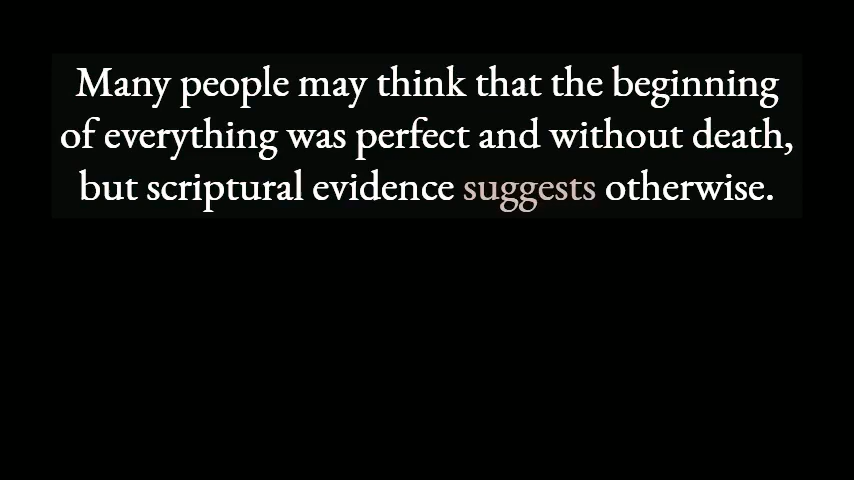 Many people may think that the beginning
of everything was perfect and without death,
but scriptural evidence suggests otherwise.